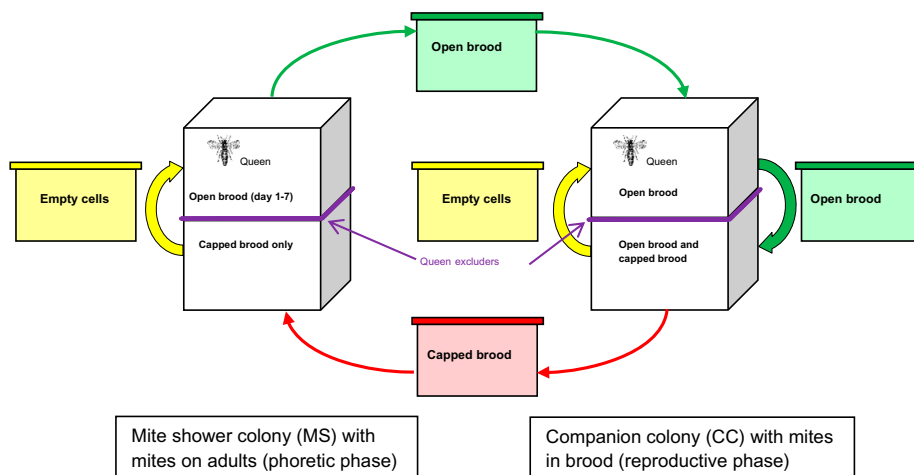 Open brood
Queen
Open brood (day 1-7)
Capped brood only
Empty cells
Queen
Open brood
Open brood and
capped brood
Empty cells
Open brood
Queen excluders
Capped brood
Mite shower colony (MS) with
mites on adults (phoretic phase)
Companion colony (CC) with mites
in brood (reproductive phase)